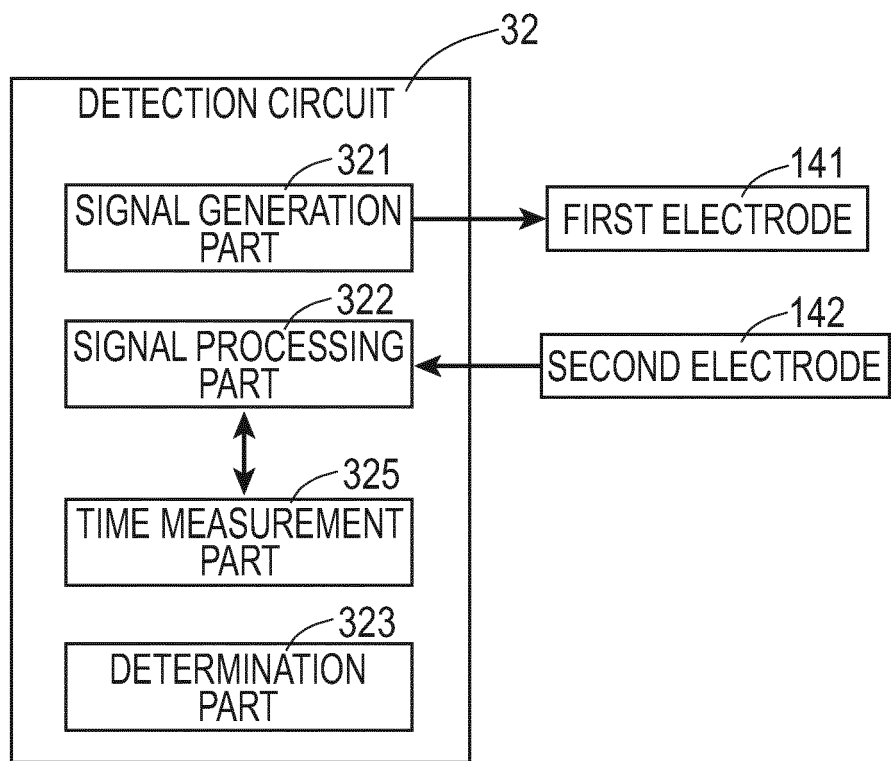 32
DETECTION CIRCUIT
321
SIGNAL GENERATION
PART
141
FIRST ELECTRODE
322
SIGNAL PROCESSING
PART
142
SECOND ELECTRODE
325
TIME MEASUREMENT
PART
323
DETERMINATION
PART